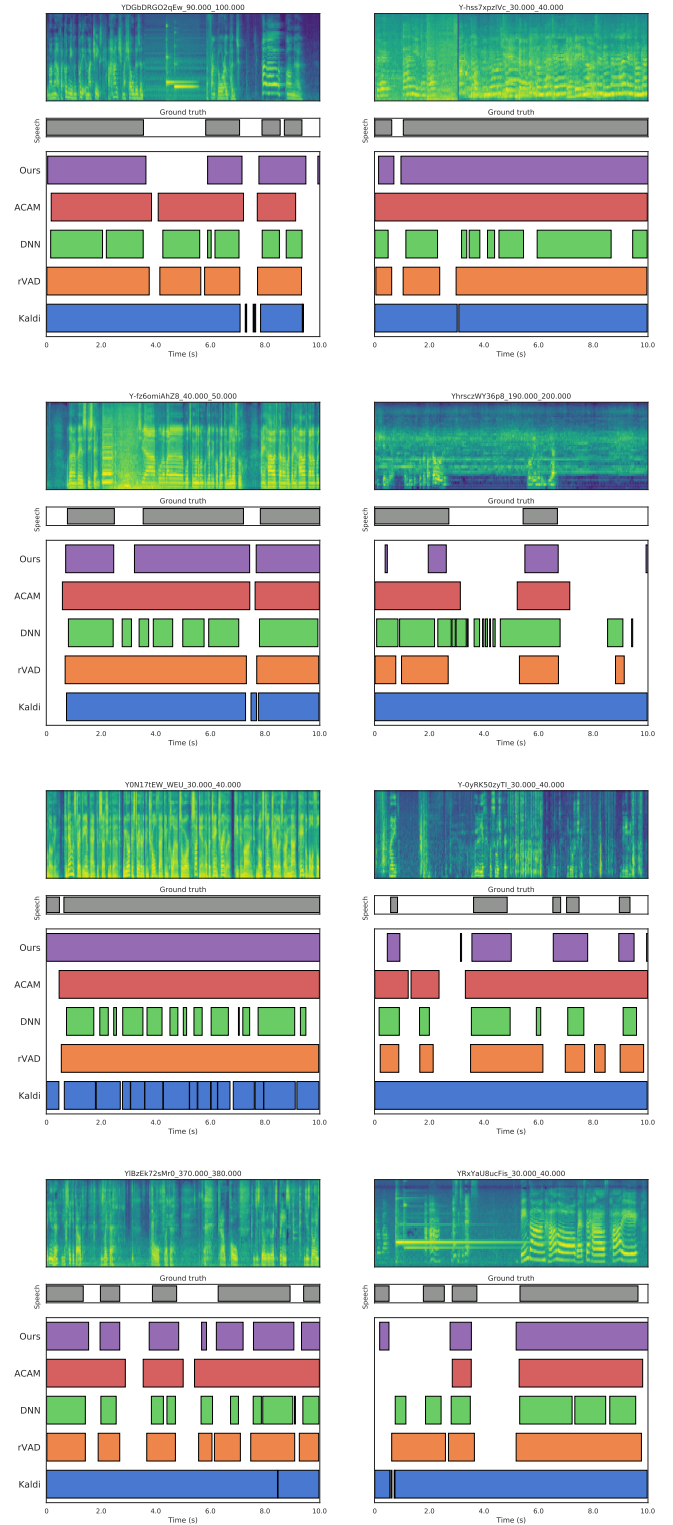 YDGbDRGO2qEw_90.000_100.000
Ground truth
Speech
Ours
ACAM
DNN
rVAD
Kaldi
0.0 2.0 4.0 6.0 8.0 10.0
Time (s)
Y-hss7xpzlVc_30.000_40.000
Ground truth
0.0 2.0 4.0 6.0 8.0 10.0
Time (s)
Y-fz6omiAhZ8_40.000_50.000
Ground truth
Speech
Ours
ACAM
DNN
rVAD
Kaldi
0.0 2.0 4.0 6.0 8.0 10.0
Time (s)
YhrsczWY36p8_190.000_200.000
Ground truth
0.0 2.0 4.0 6.0 8.0 10.0
Time (s)
Y0N17tEW_WEU_30.000_40.000
Ground truth
Speech
Ours
ACAM
DNN
rVAD
Kaldi
0.0 2.0 4.0 6.0 8.0 10.0
Time (s)
Y-0yRK50zyTI_30.000_40.000
Ground truth
0.0 2.0 4.0 6.0 8.0 10.0
Time (s)
YlBzEk72sMr0_370.000_380.000
Ground truth
Speech
Ours
ACAM
DNN
rVAD
Kaldi
0.0 2.0 4.0 6.0 8.0 10.0
Time (s)
YRxYaU8ucFis_30.000_40.000
Ground truth
0.0 2.0 4.0 6.0 8.0 10.0
Time (s)